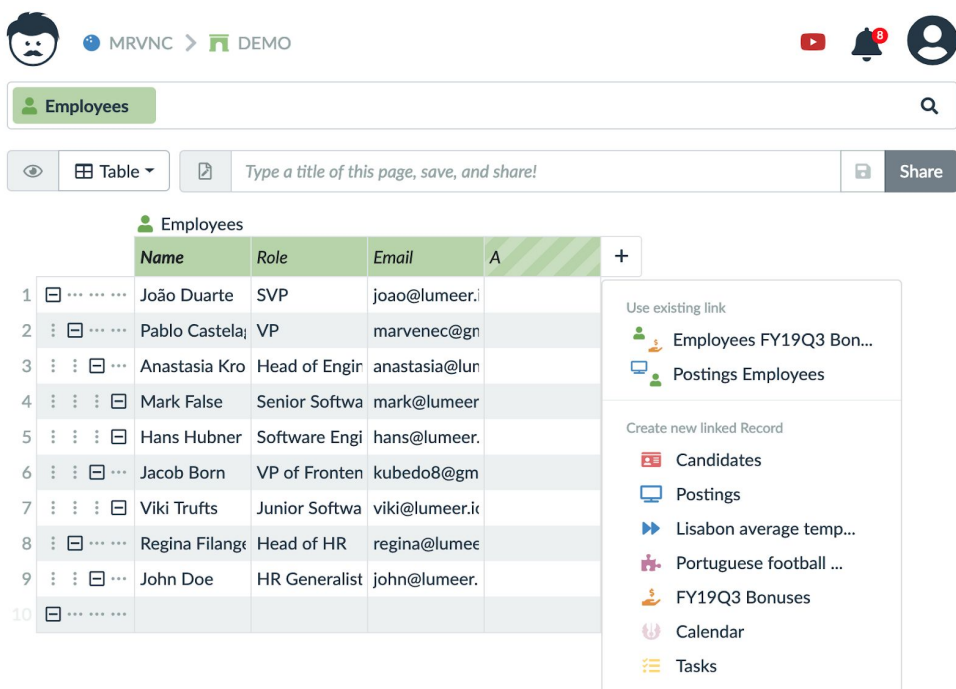 MRVNC DEMO 8
Employees
Table Type a title of this page, save, and share! Share
Employees
Name Role Email A +
1 João Duarte SVP joao@lumeer.i
2 Pablo Castela VP marvenec@gn
3 Anastasia Kro Head of Engin anastasia@lun
4 Mark False Senior Softwa mark@lumeer
5 Hans Hubner Software Engi hans@lumeer.
6 Jacob Born VP of Fronten kubedo8@gm
7 Viki Trufts Junior Softwa viki@lumeer.i
8 Regina Filange Head of HR regina@lumee
9 John Doe HR Generalist john@lumeer.
10
Use existing link
Employees FY19Q3 Bon...
Postings Employees
Create new linked Record
Candidates
Postings
Lisabon average temp...
Portuguese football ...
FY19Q3 Bonuses
Calendar
Tasks